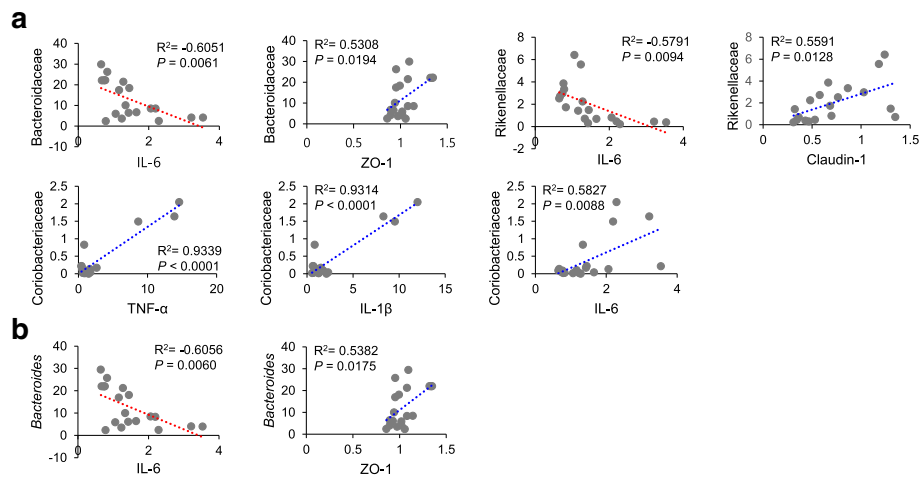 a
Bacteroidaceae
40
30
20
10
0
-10
R²= -0.6051
P = 0.0061
0 2 4
IL-6
Bacteroidaceae
40
30
20
10
0
R²= 0.5308
P = 0.0194
0 0.5 1 1.5
ZO-1
Rikenellaceae
8
6
4
2
0
-2
R²= -0.5791
P = 0.0094
0 2 4
IL-6
Rikenellaceae
8
6
4
2
0
R²= 0.5591
P = 0.0128
0 0.5 1 1.5
Claudin-1
Coriobacteriaceae
2.5
2
1.5
1
0.5
0
R²= 0.9339
P < 0.0001
0 10 20
TNF-α
Coriobacteriaceae
2.5
2
1.5
1
0.5
0
R²= 0.9314
P < 0.0001
0 5 10 15
IL-1β
Coriobacteriaceae
2.5
2
1.5
1
0.5
0
R²= 0.5827
P = 0.0088
0 2 4
IL-6
b
Bacteroides
40
30
20
10
0
-10
R²= -0.6056
P = 0.0060
0 2 4
IL-6
Bacteroides
40
30
20
10
0
R²= 0.5382
P = 0.0175
0 0.5 1 1.5
ZO-1